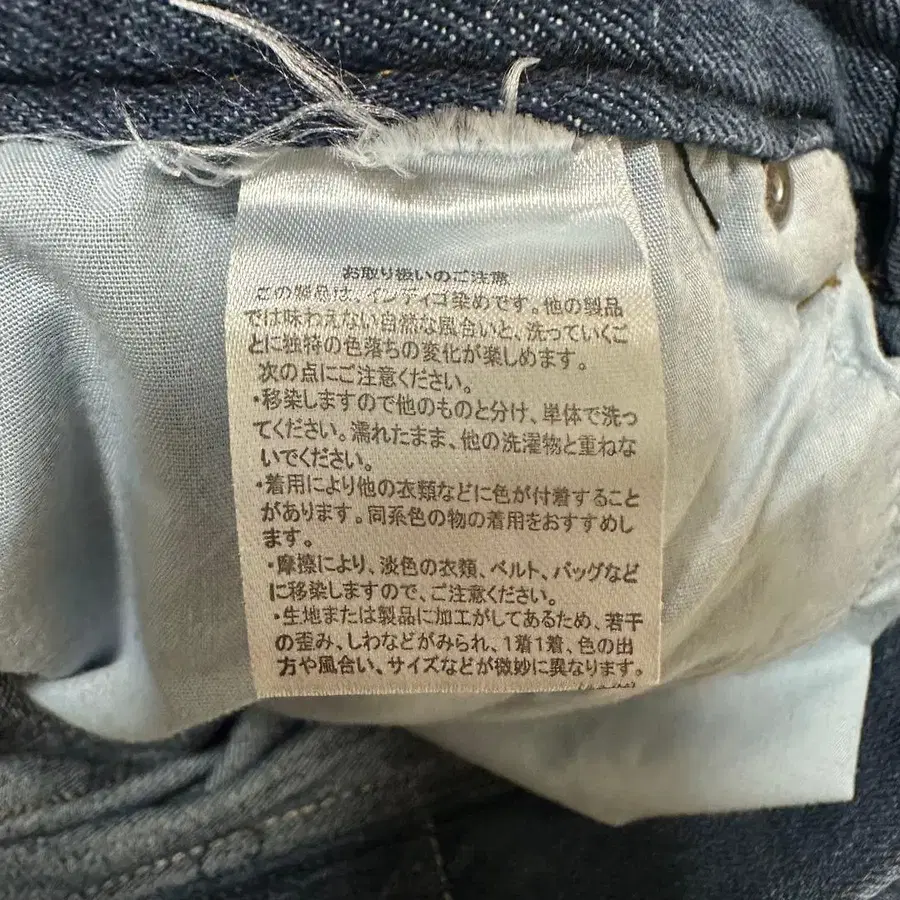 お取り扱いのご注意
この製品は、インディゴ染めです。他の製品
では味わえない自然な風合いと、洗っていくご
とに独特の色落ちの変化が楽しめます。
次の点にご注意ください。
・移染しますので他のものと分け、単体で洗っ
てください。濡れたまま、他の洗濯物と重ねな
いでください。
・着用により他の衣類などに色が付着すること
があります。同系色の物の着用をおすすめし
ます。
・摩擦により、淡色の衣類、ベルト、バッグなど
に移染しますので、ご注意ください。
・生地または製品に加工がしてあるため、若干
の歪み、しわなどがみられ、1着1着、色の出
方や風合い、サイズなどが微妙に異なります。